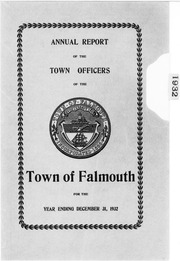 ANNUAL REPORT
OF THE
TOWN OFFICERS
OF THE
Town of Falmouth
FOR THE
YEAR ENDING DECEMBER 31, 1932
1932